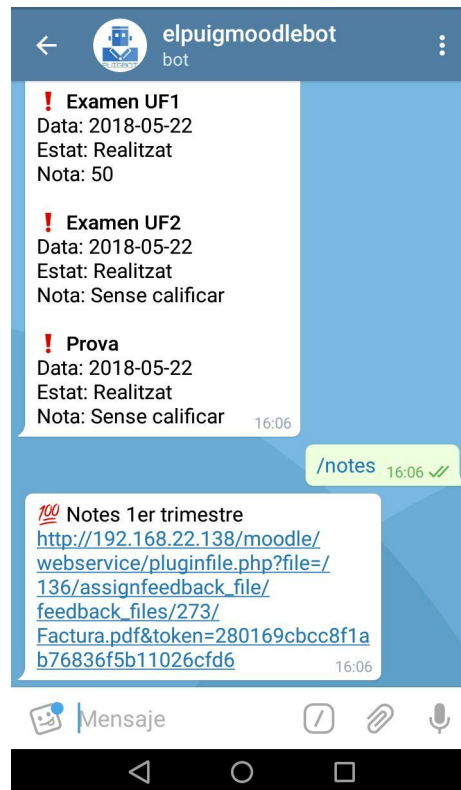 elpuigmoodlebot
bot
PUIGBOT
❗ Examen UF1
Data: 2018-05-22
Estat: Realitzat
Nota: 50
❗ Examen UF2
Data: 2018-05-22
Estat: Realitzat
Nota: Sense calificar
❗ Prova
Data: 2018-05-22
Estat: Realitzat
Nota: Sense calificar
16:06
/notes 16:06
💯 Notes 1er trimestre
http://192.168.22.138/moodle/
webservice/pluginfile.php?file=/
136/assignfeedback_file/
feedback_files/273/
Factura.pdf&token=280169cbcc8f1a
b76836f5b11026cfd6
16:06
Mensaje